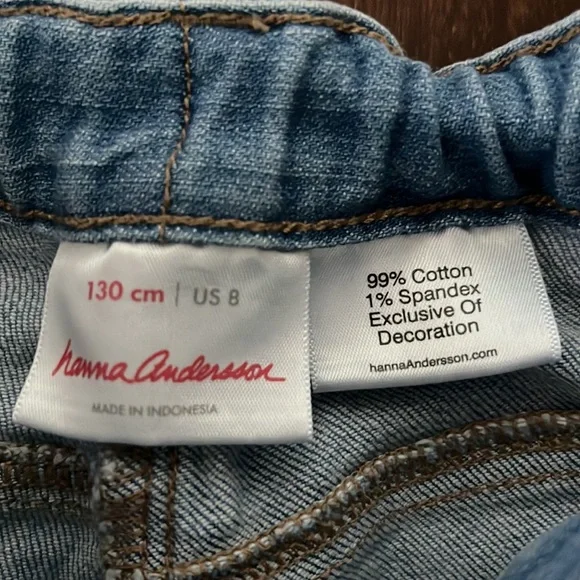 130 cm | US 8
hanna Andersson
MADE IN INDONESIA
99% Cotton
1% Spandex
Exclusive Of
Decoration
hannaAndersson.com